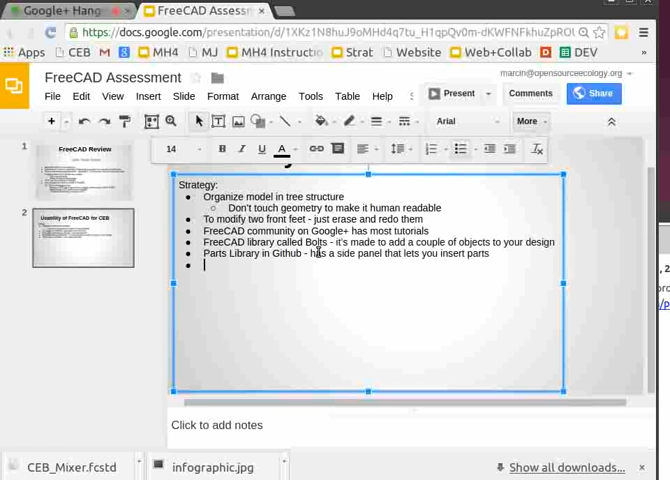 Google+ Hang
FreeCAD Assessm
https://docs.google.com/presentation/d/1XKz1N8huJ9oMHd4q7tu_H1qpQv0m-dKWFNFkhuZpROU
Apps CEB MH4 MJ MH4 Instructio Strat Website Web+Collab DEV
FreeCAD Assessment
marcin@opensourceecology.org
File Edit View Insert Slide Format Arrange Tools Table Help
Present Comments Share
Arial More
14 B I U A
1 FreeCAD Review
2 Usability of FreeCAD for CEB
Strategy:
● Organize model in tree structure
○ Don't touch geometry to make it human readable
● To modify two front feet - just erase and redo them
● FreeCAD community on Google+ has most tutorials
● FreeCAD library called Bolts - it's made to add a couple of objects to your design
● Parts Library in Github - has a side panel that lets you insert parts
●
Click to add notes
CEB_Mixer.fcstd infographic.jpg Show all downloads...